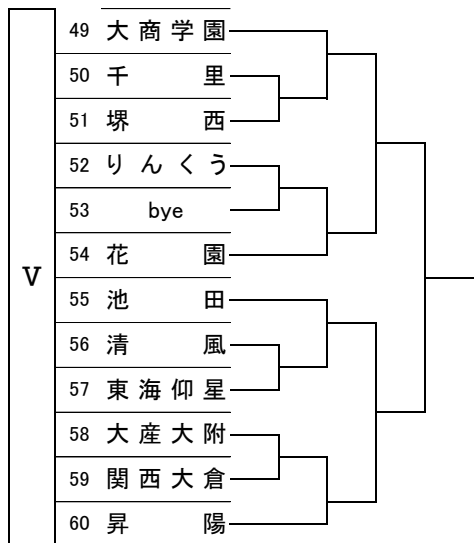 V
49 大商学園
50 千里
51 堺西
52 りんくう
53 bye
54 花園
55 池田
56 清風
57 東海仰星
58 大産大附
59 関西大倉
60 昇陽